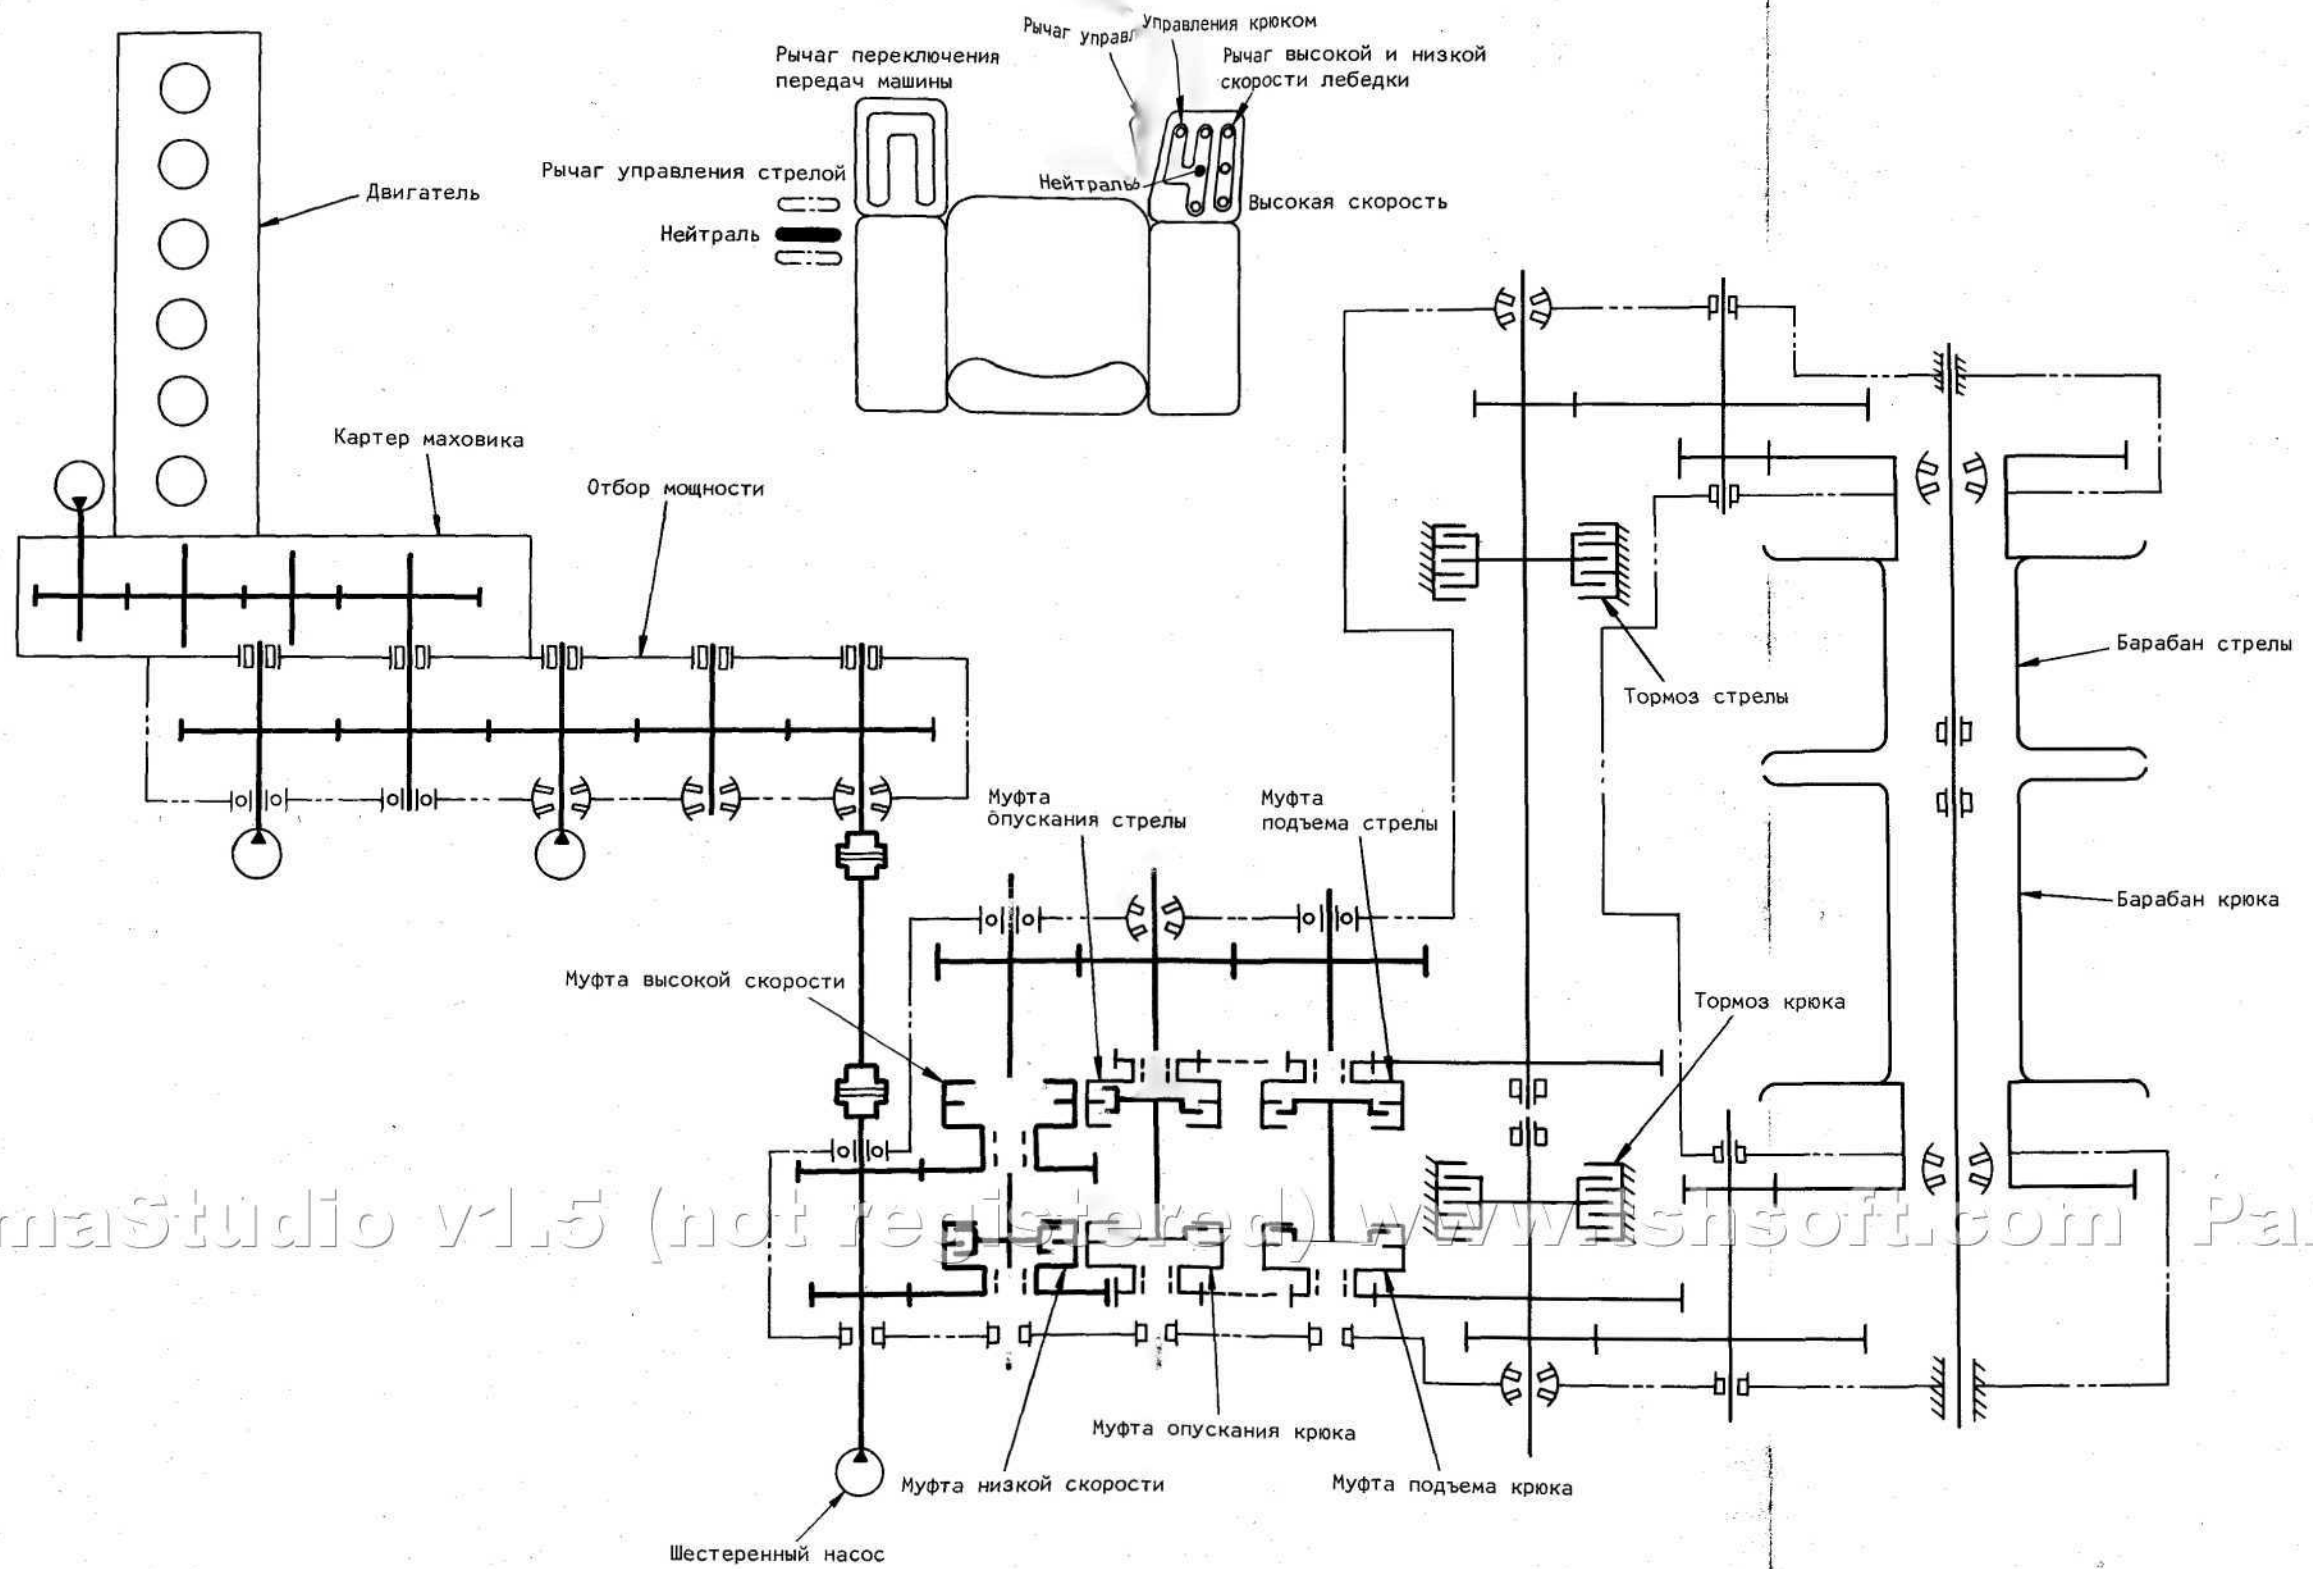 Рычаг управл
управления крюком
Рычаг переключения
передач машины
Рычаг высокой и низкой
скорости лебедки
Рычаг управления стрелой
Нейтраль
Нейтраль
Высокая скорость
Двигатель
Картер маховика
Отбор мощности
Барабан стрелы
Тормоз стрелы
Муфта
опускания стрелы
Муфта
подъема стрелы
Барабан крюка
Муфта высокой скорости
Тормоз крюка
maStudio v1.5 (not registered) www.
shsoft.com Pa
Муфта опускания крюка
Муфта низкой скорости
Муфта подъема крюка
Шестеренный насос